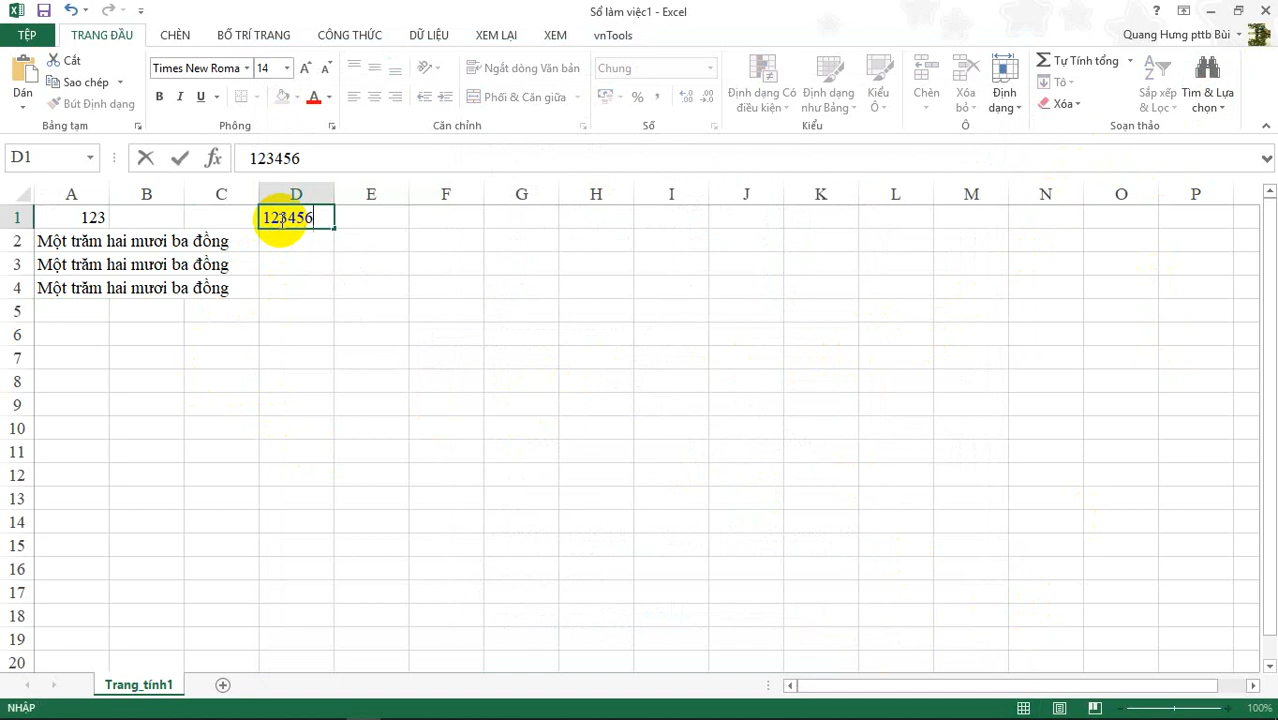 Sổ làm việc1 - Excel
?
TỆP TRANG ĐẦU CHÈN BỐ TRÍ TRANG CÔNG THỨC DỮ LIỆU XEM LẠI XEM vnTools Quang Hưng pttb Bùi
Dán
Cắt
Sao chép
Bút Định dạng
Bảng tạm
Times New Roma 14 A A
B I U A
Phông
Ngắt dòng Văn bản
Phối & Căn giữa
Căn chỉnh
Chung
% ,
Số
Định dạng Có điều kiện
Định dạng như Bảng
Kiểu Ô
Kiểu
Chèn
Xóa bỏ
Định dạng
Ô
Tự Tính tổng
Tô
Xóa
Sắp xếp & Lọc
Tìm & Lựa chọn
Soạn thảo
D1 fx 123456
A B C D E F G H I J K L M N O P
1 123 123456
2 Một trăm hai mươi ba đồng
3 Một trăm hai mươi ba đồng
4 Một trăm hai mươi ba đồng
5
6
7
8
9
10
11
12
13
14
15
16
17
18
19
20
Trang_tính1
NHẬP 100%